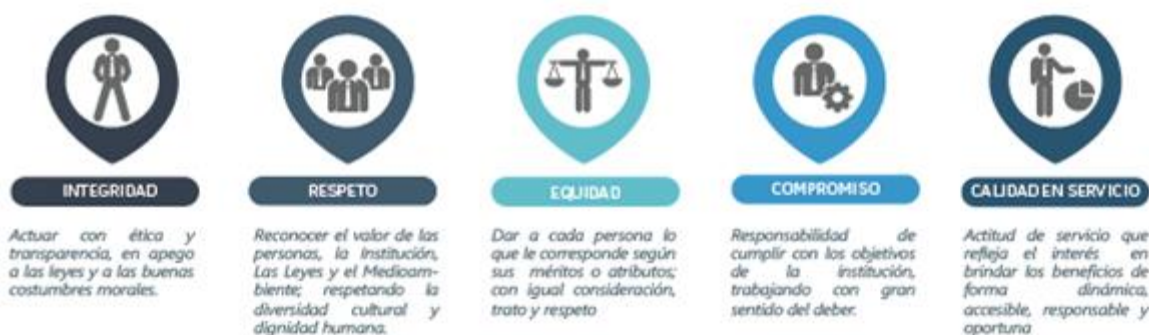 INTEGRIDAD
Actuar con ética y
transparencia, en apego
a las leyes y a las buenas
costumbres morales.
RESPETO
Reconocer el valor de las
personas, la Institución,
Las Leyes y el Medioam-
biente; respetando la
diversidad cultural y
dignidad humana.
EQUIDAD
Dar a cada persona lo
que le corresponde según
sus méritos o atributos;
con igual consideración,
trato y respeto
COMPROMISO
Responsabilidad de
cumplir con los objetivos
de la institución,
trabajando con gran
sentido del deber.
CALIDAD EN SERVICIO
Actitud de servicio que
refleja el interés en
brindar los beneficios de
forma dinámica,
accesible, responsable y
oportuna